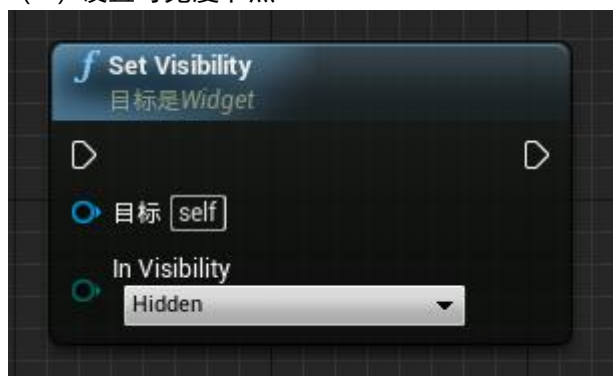 Set Visibility
目标是Widget
目标 self
In Visibility
Hidden